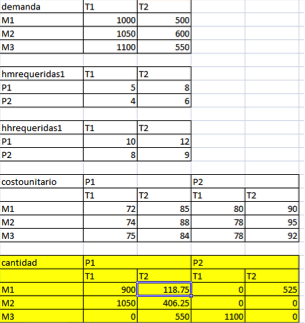 demanda T1 T2
M1 1000 500
M2 1050 600
M3 1100 550
hmrequeridas1 T1 T2
P1 5 8
P2 4 6
hhrequeridas1 T1 T2
P1 10 12
P2 8 9
costounitario P1 P2
T1 T2 T1 T2
M1 72 85 80 90
M2 74 88 78 95
M3 75 84 78 92
cantidad P1 P2
T1 T2 T1 T2
M1 900 118.75 0 525
M2 1050 406.25 0 0
M3 0 550 1100 0